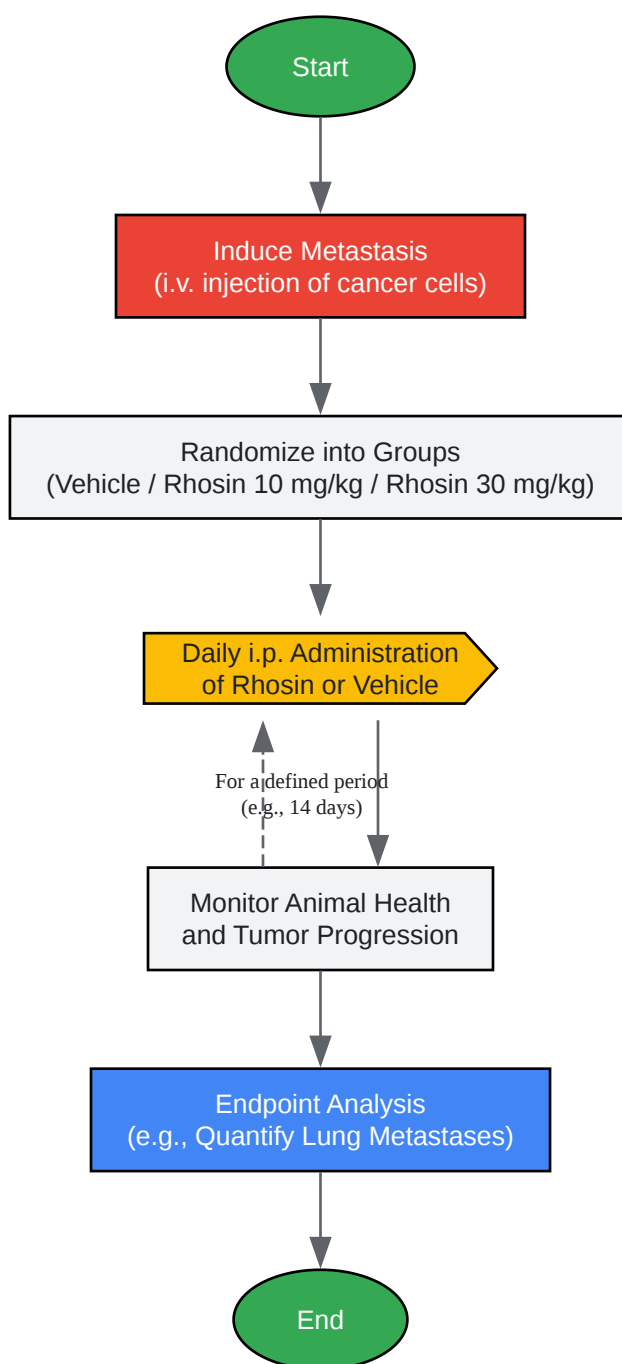 Start
Induce Metastasis
(i.v. injection of cancer cells)
Randomize into Groups
(Vehicle / Rhosin 10 mg/kg / Rhosin 30 mg/kg)
Daily i.p. Administration
of Rhosin or Vehicle
For a defined period
(e.g., 14 days)
Monitor Animal Health
and Tumor Progression
Endpoint Analysis
(e.g., Quantify Lung Metastases)
End